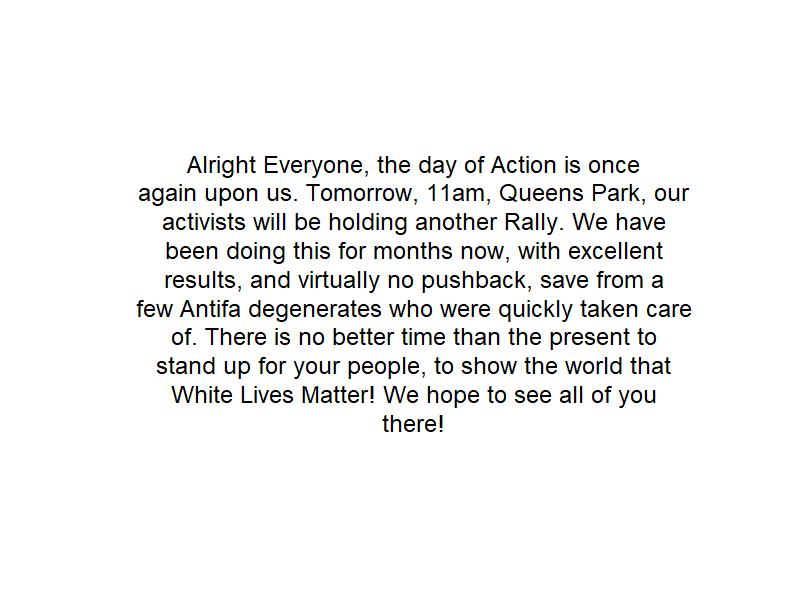 Alright Everyone, the day of Action is once
again upon us. Tomorrow, 11am, Queens Park, our
activists will be holding another Rally. We have
been doing this for months now, with excellent
results, and virtually no pushback, save from a
few Antifa degenerates who were quickly taken care
of. There is no better time than the present to
stand up for your people, to show the world that
White Lives Matter! We hope to see all of you
there!